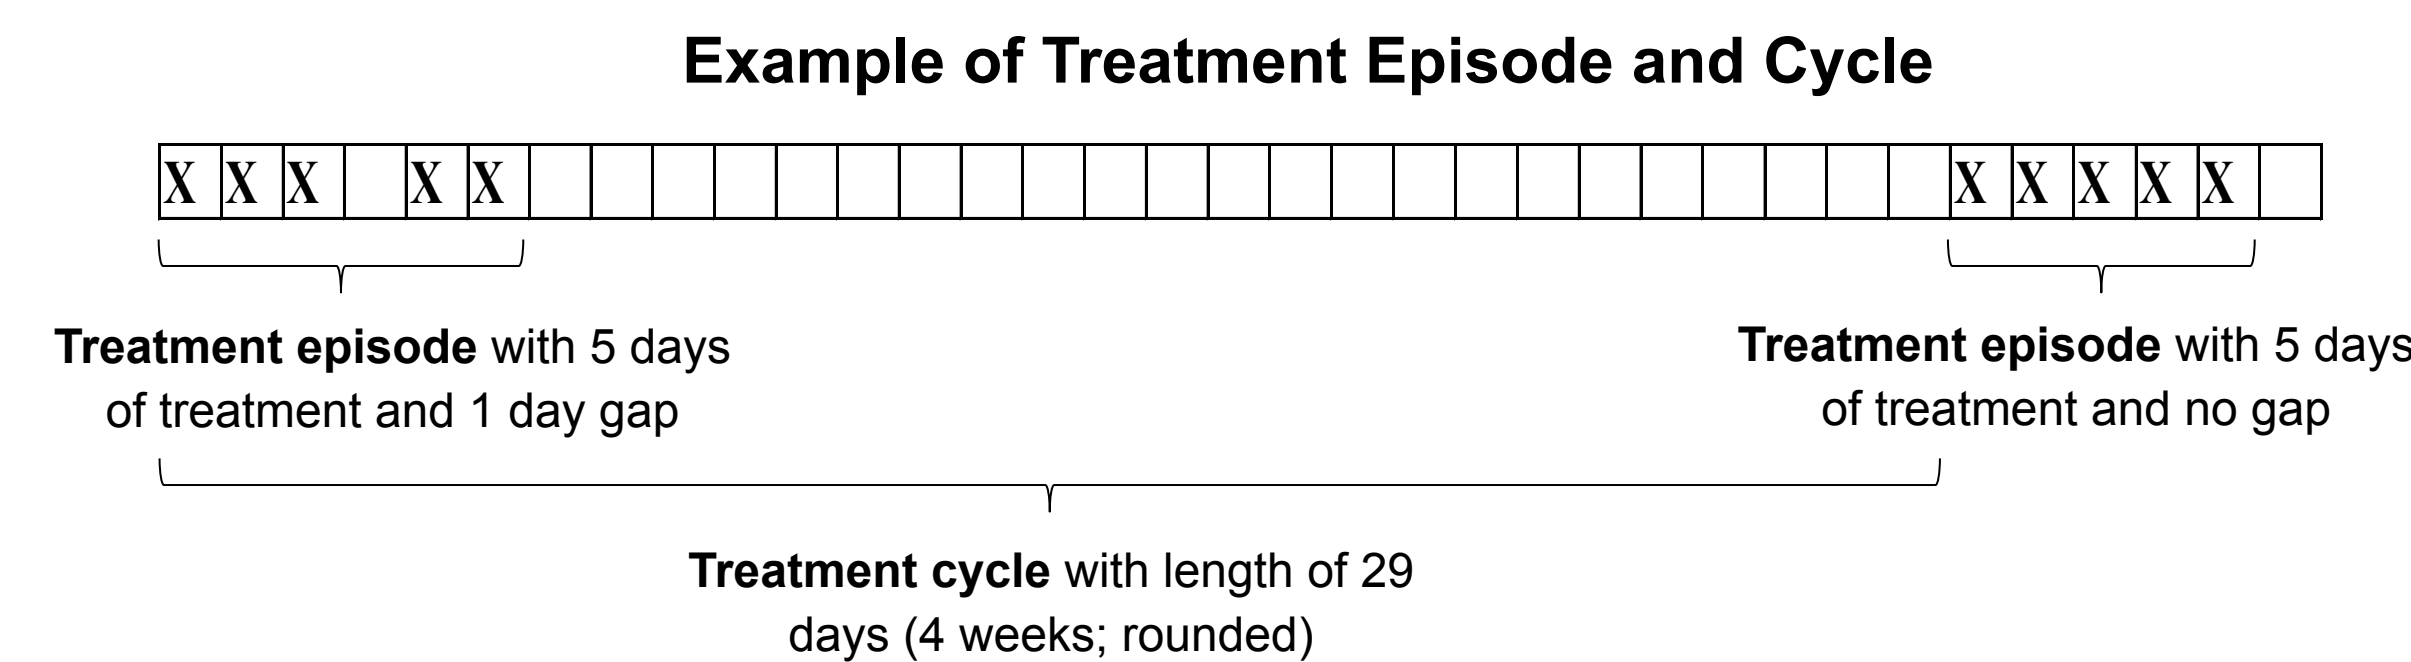 Example of Treatment Episode and Cycle
X X X X X X X X X X
Treatment episode with 5 days
of treatment and 1 day gap
Treatment episode with 5 days
of treatment and no gap
Treatment cycle with length of 29
days (4 weeks; rounded)